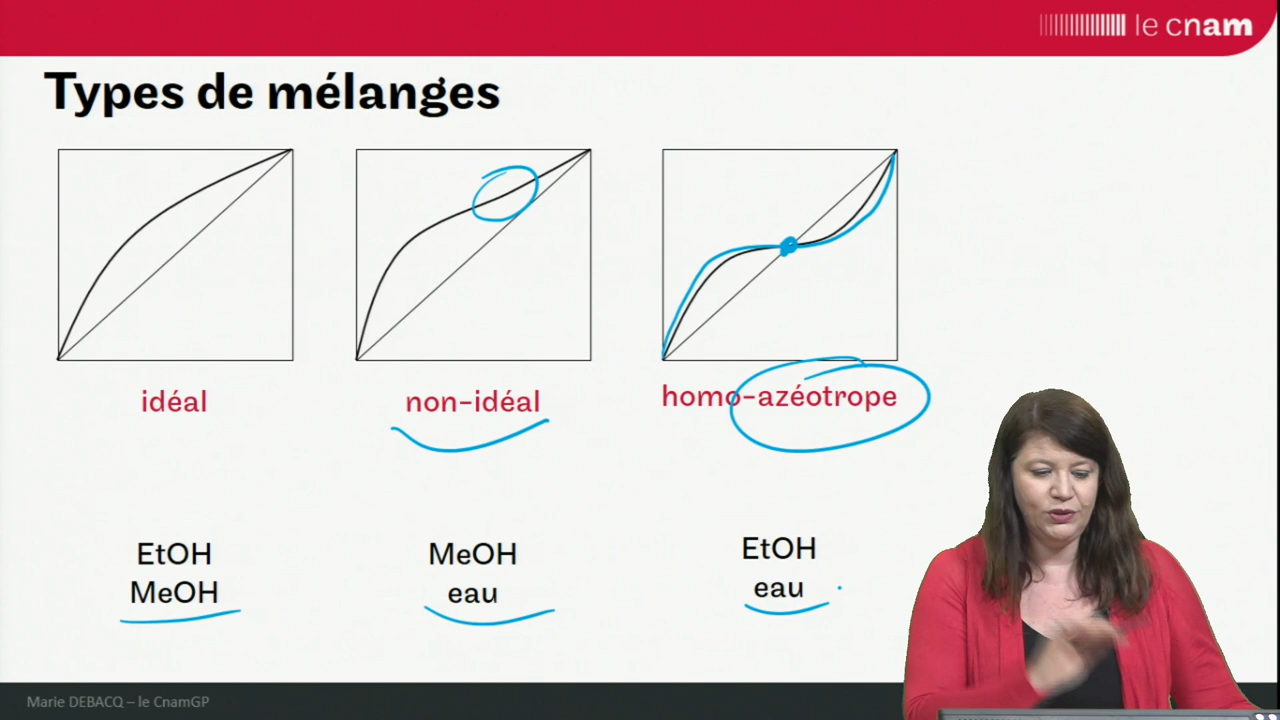 le cnam
Types de mélanges
idéal
non-idéal
homo-azéotrope
EtOH
MeOH
MeOH
eau
EtOH
eau
Marie DEBACQ – le CnamGP